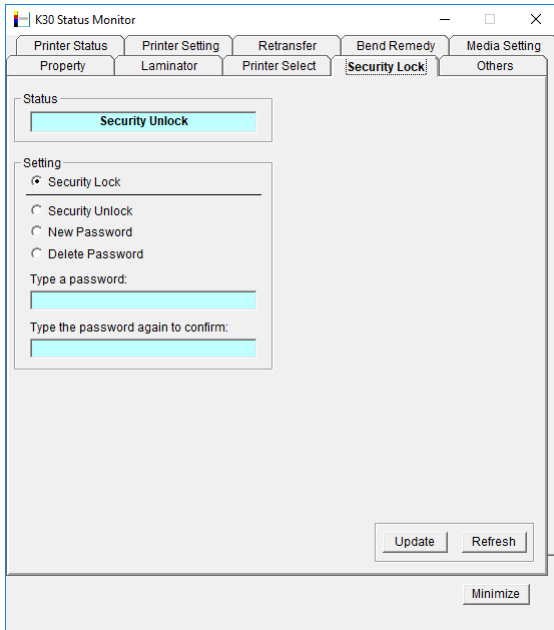 K30 Status Monitor
Printer Status Printer Setting Retransfer Bend Remedy Media Setting
Property Laminator Printer Select Security Lock Others
Status
Security Unlock
Setting
Security Lock
Security Unlock
New Password
Delete Password
Type a password:
Type the password again to confirm:
Update Refresh
Minimize